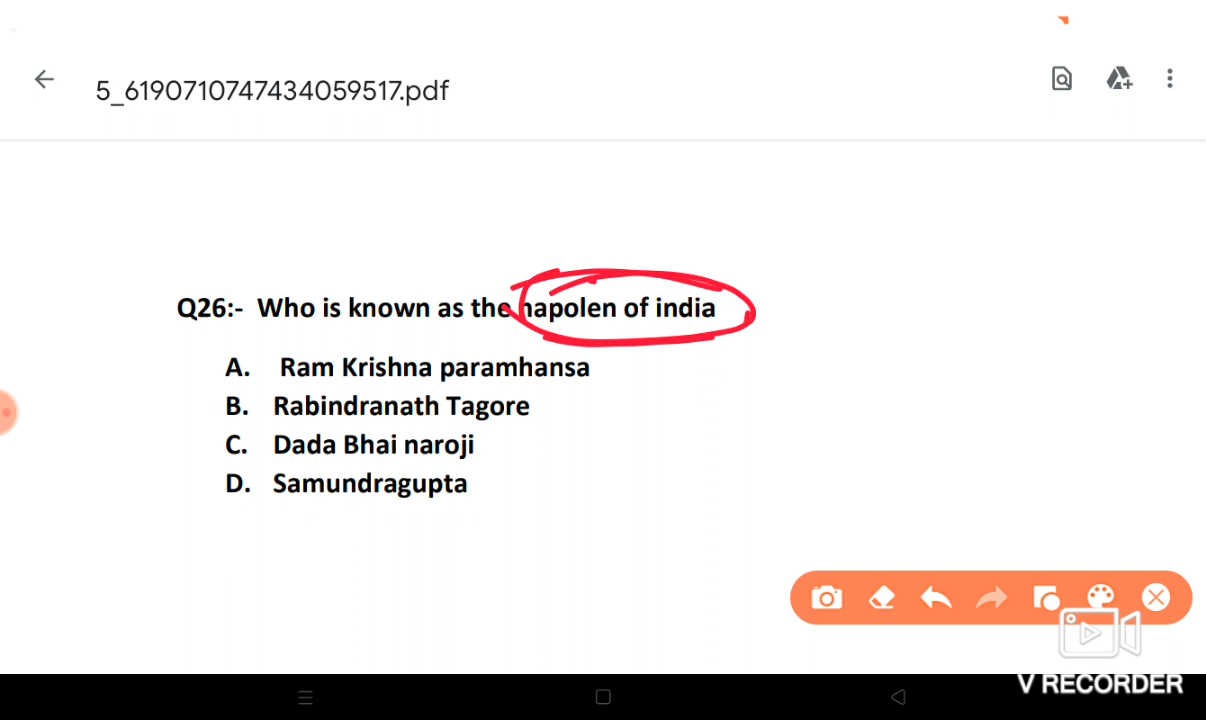 5_6190710747434059517.pdf
Q26:- Who is known as the napolen of india
A. Ram Krishna paramhansa
B. Rabindranath Tagore
C. Dada Bhai naroji
D. Samundragupta
V RECORDER